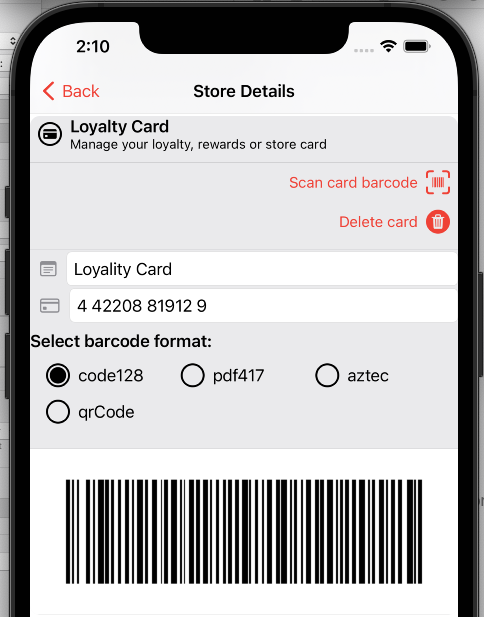 2:10
Back
Store Details
Loyalty Card
Manage your loyalty, rewards or store card
Scan card barcode
Delete card
Loyality Card
4 42208 81912 9
Select barcode format:
code128
pdf417
aztec
qrCode